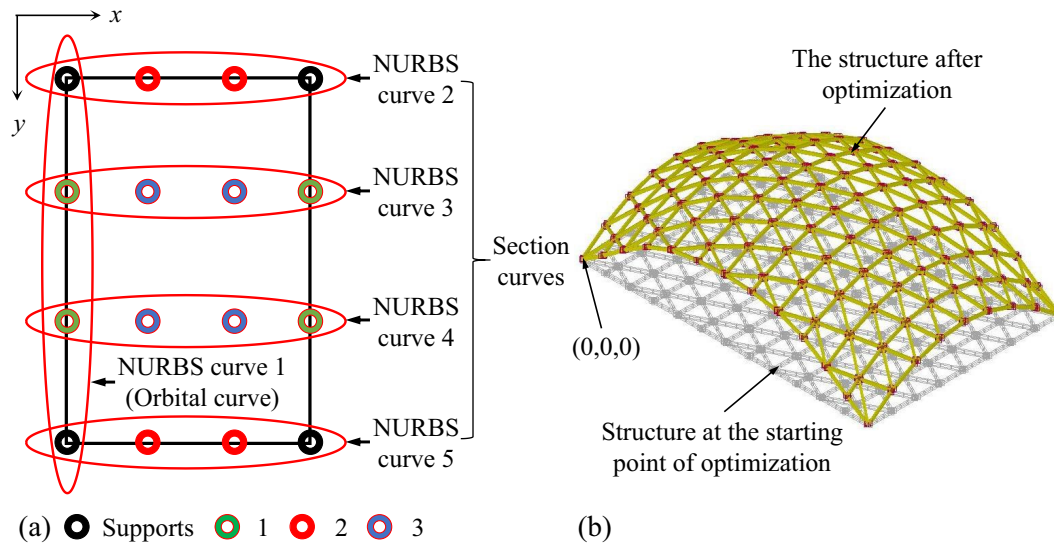 x
y
NURBS
curve 2
NURBS
curve 3
NURBS
curve 4
NURBS curve 1
(Orbital curve)
NURBS
curve 5
Section
curves
(a)
Supports
1
2
3
The structure after
optimization
(0,0,0)
Structure at the starting
point of optimization
(b)